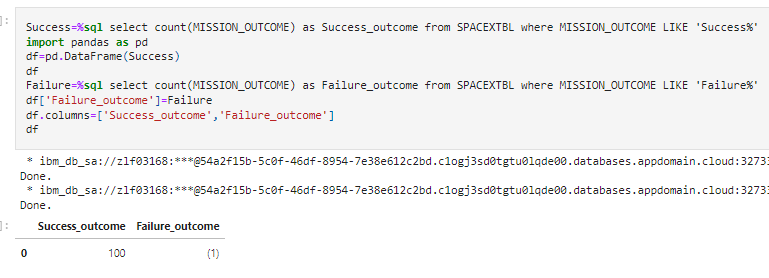 ]:
Success=%sql select count(MISSION_OUTCOME) as Success_outcome from SPACEXTBL where MISSION_OUTCOME LIKE 'Success%'
import pandas as pd
df=pd.DataFrame(Success)
df
Failure=%sql select count(MISSION_OUTCOME) as Failure_outcome from SPACEXTBL where MISSION_OUTCOME LIKE 'Failure%'
df['Failure_outcome']=Failure
df.columns=['Success_outcome','Failure_outcome']
df
* ibm_db_sa://zlf03168:***@54a2f15b-5c0f-46df-8954-7e38e612c2bd.c1ogj3sd0tgtu0lqde00.databases.appdomain.cloud:3273
Done.
* ibm_db_sa://zlf03168:***@54a2f15b-5c0f-46df-8954-7e38e612c2bd.c1ogj3sd0tgtu0lqde00.databases.appdomain.cloud:3273
Done.
]:
Success_outcome Failure_outcome
0 100 (1)